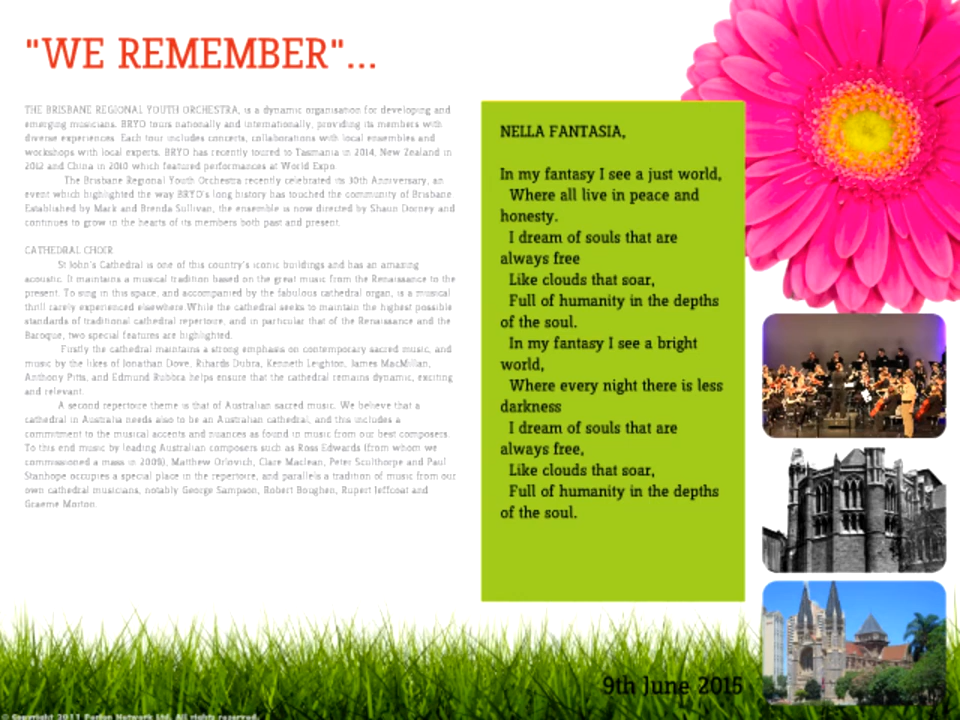 "WE REMEMBER"...
THE BRISBANE REGIONAL YOUTH ORCHESTRA, is a dynamic organisation for developing and
emerging musicians. BRYO tours nationally and internationally, providing its members with
diverse experiences. Each tour includes concerts, collaborations with local ensembles and
workshops with local experts. BRYO has recently toured to Tasmania in 2014, New Zealand in
2012 and China in 2010 which featured performances at World Expo.
The Brisbane Regional Youth Orchestra recently celebrated its 30th Anniversary, an
event which highlighted the way BRYO's long history has touched the community of Brisbane.
Established by Mark and Brenda Sullivan, the ensemble is now directed by Shaun Dorney and
continues to grow in the hearts of its members both past and present.
CATHEDRAL CHOIR
St John's Cathedral is one of this country's iconic buildings and has an amazing
acoustic. It maintains a musical tradition based on the great music from the Renaissance to the
present. To sing in this space, and accompanied by the fabulous cathedral organ, is a musical
thrill rarely experienced elsewhere.While the cathedral seeks to maintain the highest possible
standards of traditional cathedral repertoire, and in particular that of the Renaissance and the
Baroque, two special features are highlighted.
Firstly the cathedral maintains a strong emphasis on contemporary sacred music, and
music by the likes of Jonathan Dove, Rihards Dubra, Kenneth Leighton, James MacMillan,
Anthony Pitts, and Edmund Rubbra helps ensure that the cathedral remains dynamic, exciting
and relevant.
A second repertoire theme is that of Australian sacred music. We believe that a
cathedral in Australia needs also to be an Australian cathedral, and this includes a
commitment to the musical accents and nuances as found in music from our best composers.
To this end music by leading Australian composers such as Ross Edwards (from whom we
commissioned a mass in 2009), Matthew Orlovich, Clare Maclean, Peter Sculthorpe and Paul
Stanhope occupies a special place in the repertoire, and parallels a tradition of music from our
own cathedral musicians, notably George Sampson, Robert Boughen, Rupert Jeffcoat and
Graeme Morton.
NELLA FANTASIA,
In my fantasy I see a just world,
Where all live in peace and
honesty.
I dream of souls that are
always free
Like clouds that soar,
Full of humanity in the depths
of the soul.
In my fantasy I see a bright
world,
Where every night there is less
darkness
I dream of souls that are
always free,
Like clouds that soar,
Full of humanity in the depths
of the soul.
9th June 2015
© Copyright 2011 Network Ltd. All rights reserved.